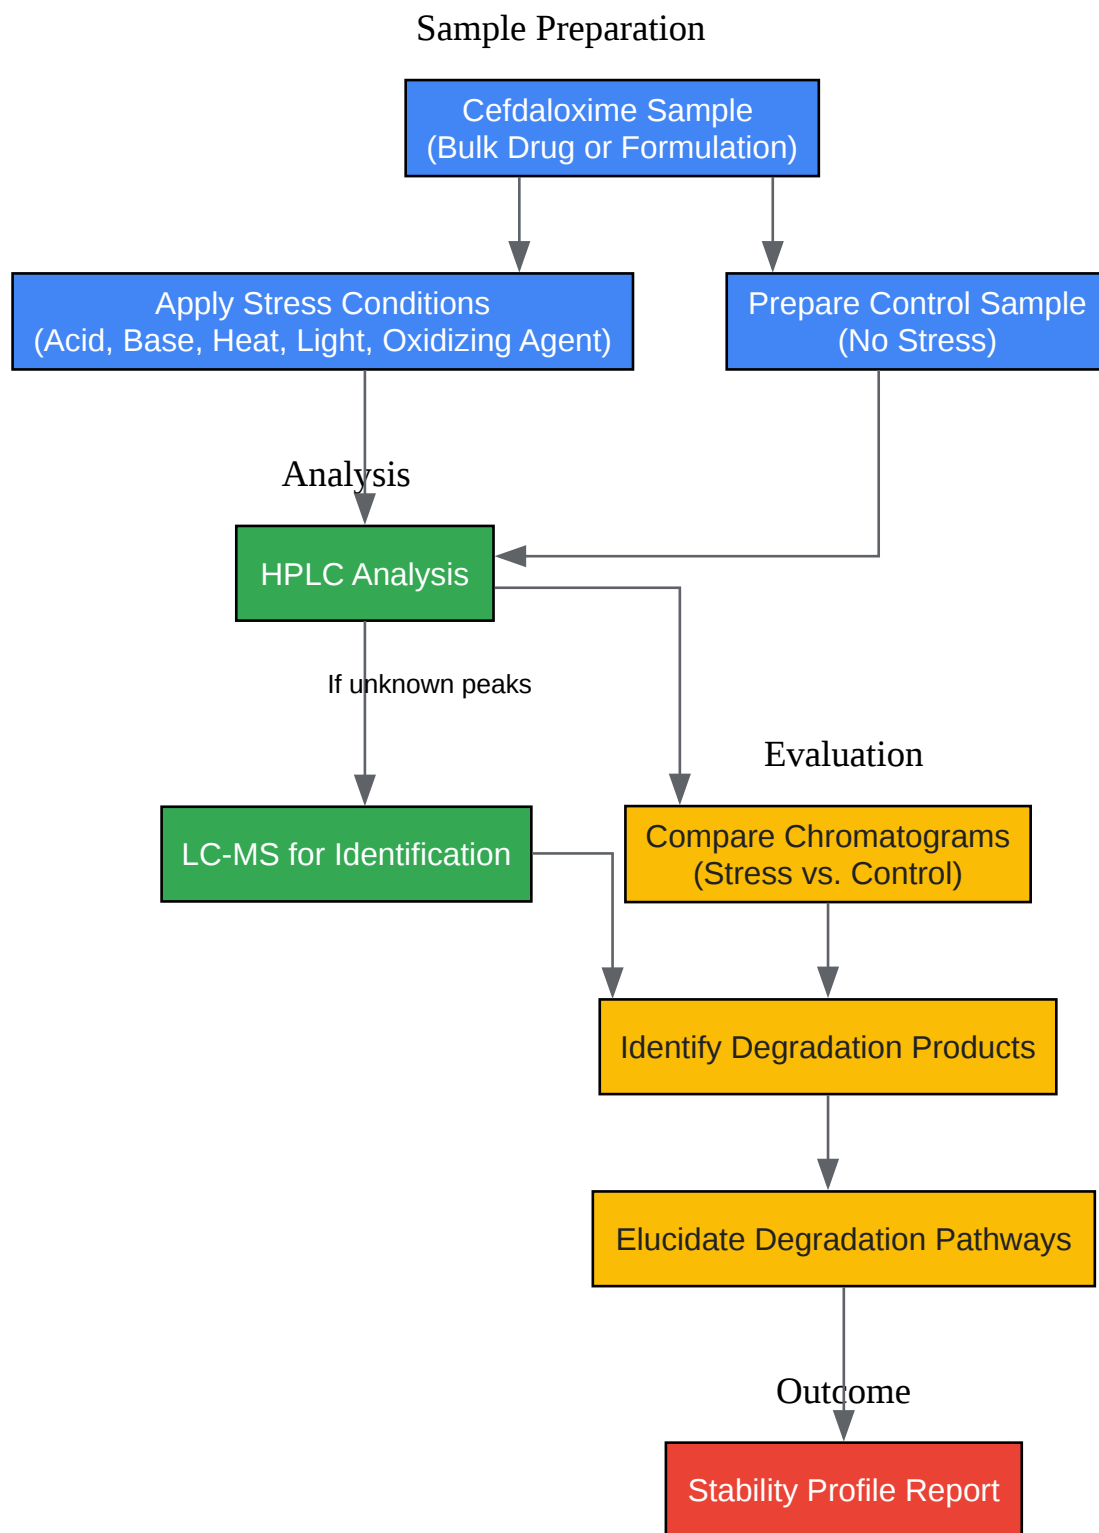 Sample Preparation
Cefdaloxime Sample
(Bulk Drug or Formulation)
Apply Stress Conditions
(Acid, Base, Heat, Light, Oxidizing Agent)
Prepare Control Sample
(No Stress)
Analysis
HPLC Analysis
If unknown peaks
Evaluation
LC-MS for Identification
Compare Chromatograms
(Stress vs. Control)
Identify Degradation Products
Elucidate Degradation Pathways
Outcome
Stability Profile Report